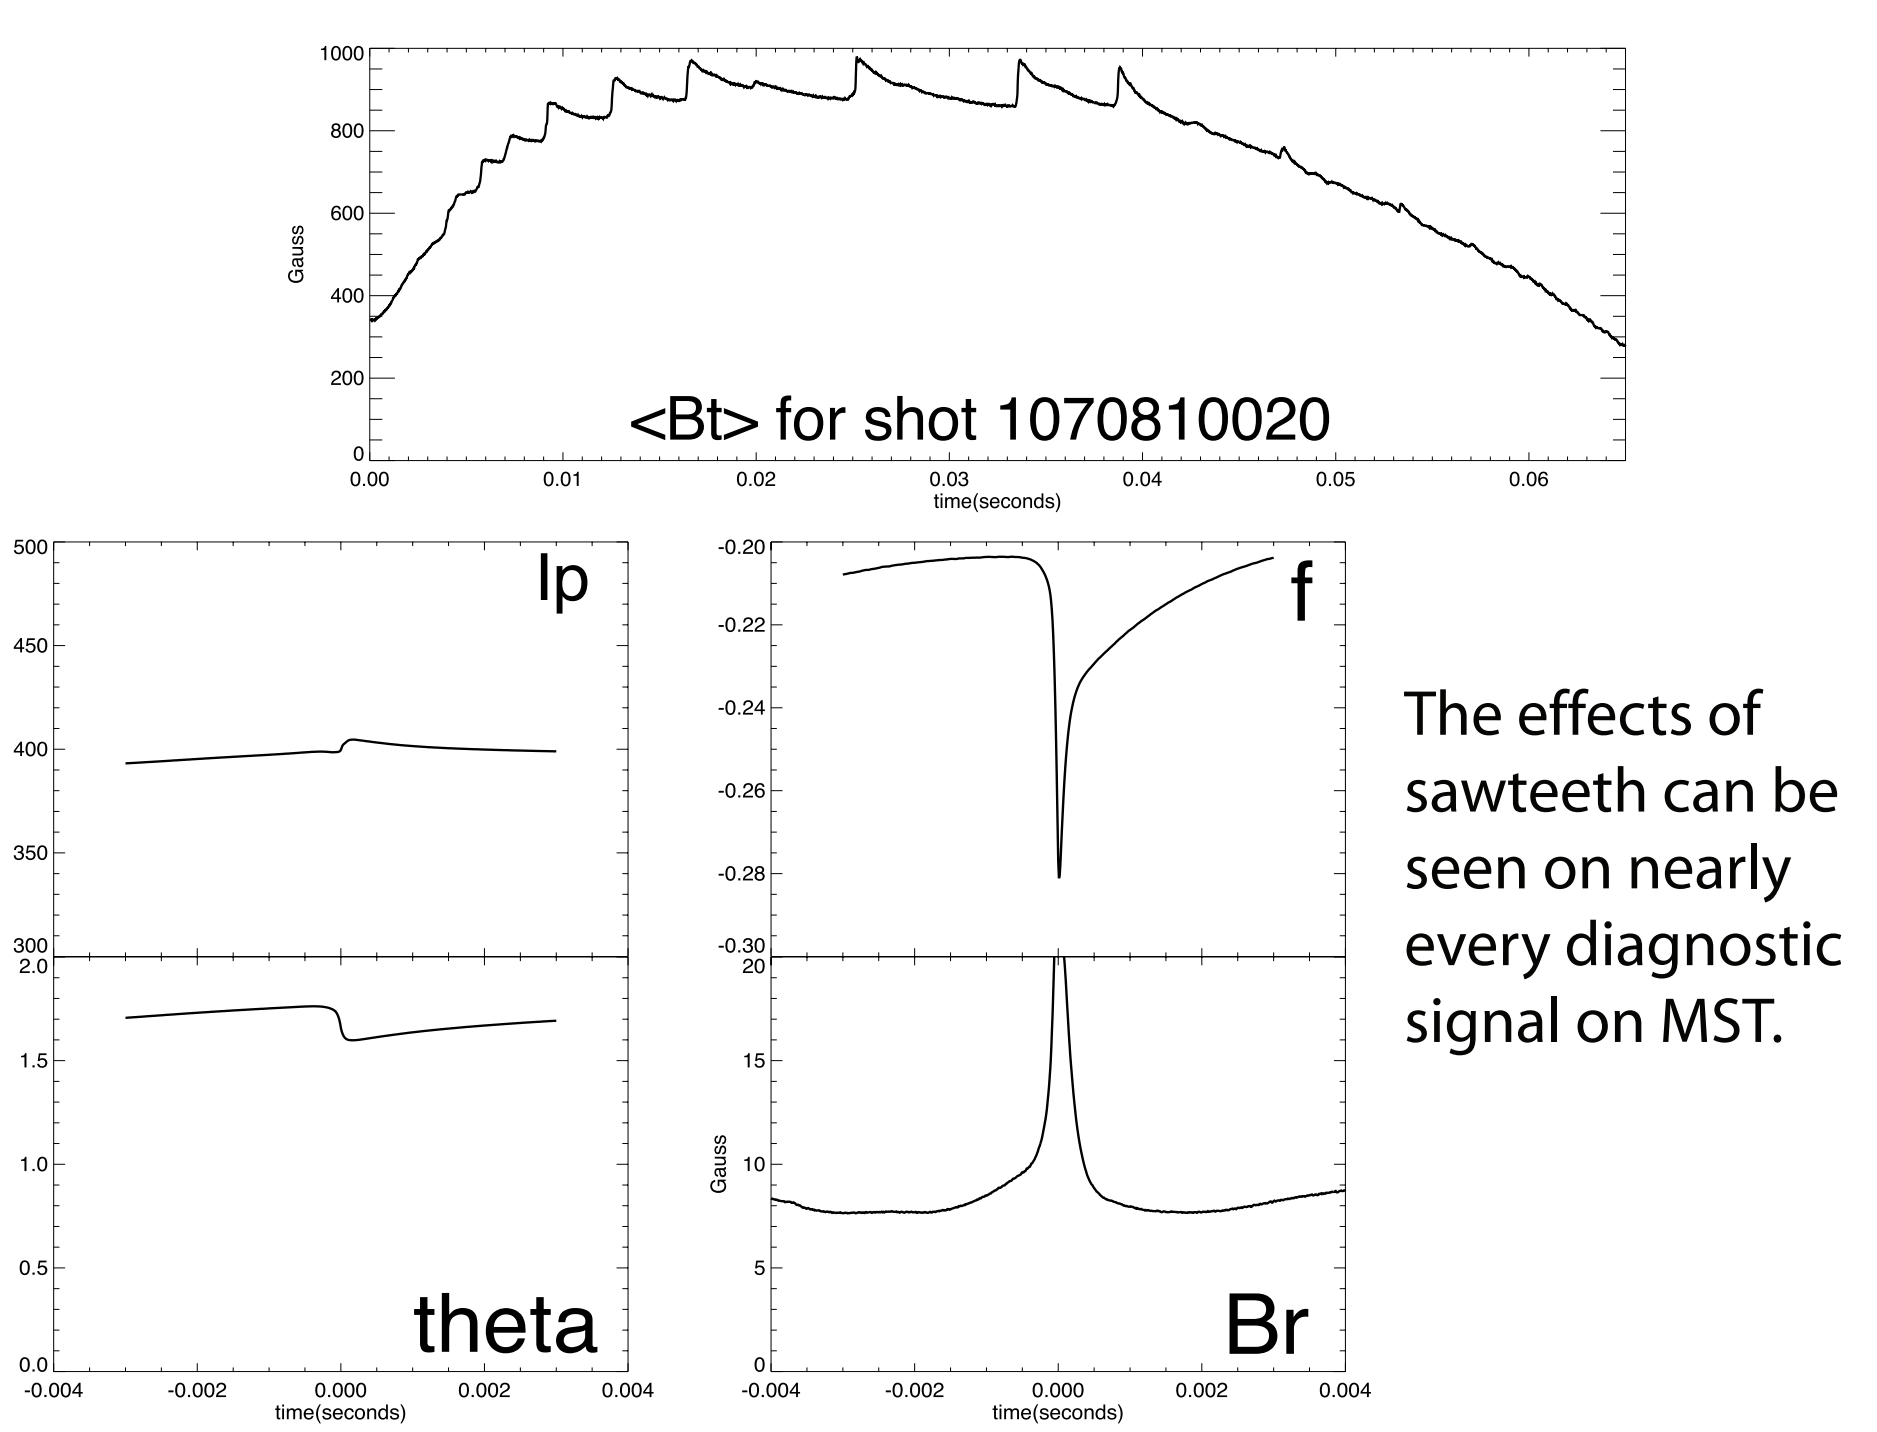 1000
800
600
400
200
0
Gauss
<Bt> for shot 1070810020
0.00 0.01 0.02 0.03 0.04 0.05 0.06
time(seconds)
500
450
400
350
300
Ip
2.0
1.5
1.0
0.5
0.0
theta
-0.004 -0.002 0.000 0.002 0.004
time(seconds)
-0.20
-0.22
-0.24
-0.26
-0.28
-0.30
f
20
15
10
5
0
Gauss
Br
-0.004 -0.002 0.000 0.002 0.004
time(seconds)
The effects of
sawteeth can be
seen on nearly
every diagnostic
signal on MST.